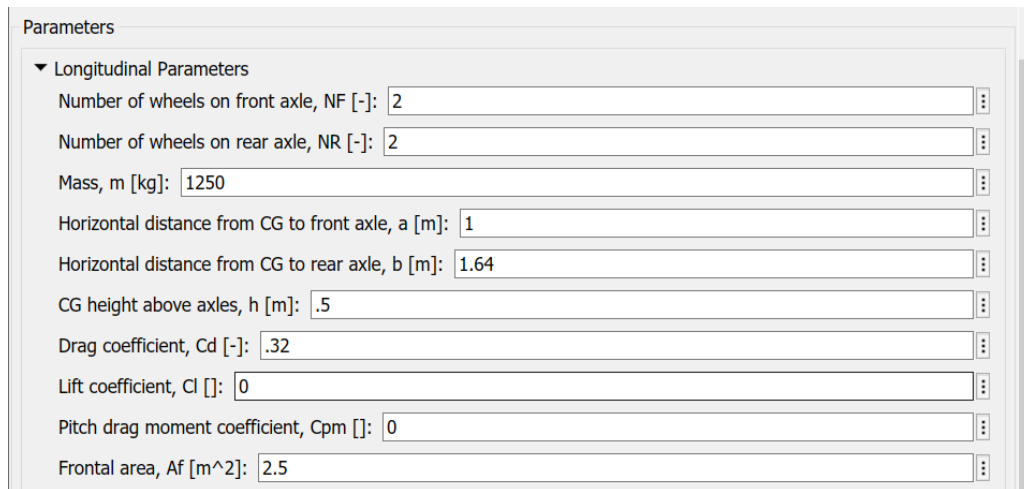 Parameters
Longitudinal Parameters
Number of wheels on front axle, NF [-]: 2
Number of wheels on rear axle, NR [-]: 2
Mass, m [kg]: 1250
Horizontal distance from CG to front axle, a [m]: 1
Horizontal distance from CG to rear axle, b [m]: 1.64
CG height above axles, h [m]: .5
Drag coefficient, Cd [-]: .32
Lift coefficient, Cl []: 0
Pitch drag moment coefficient, Cpm []: 0
Frontal area, Af [m^2]: 2.5